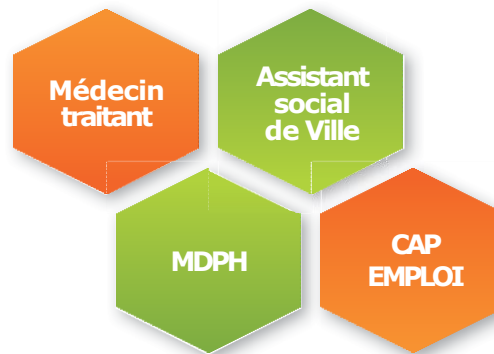 Médecin
traitant
Assistant
social
de Ville
MDPH
CAP
EMPLOI